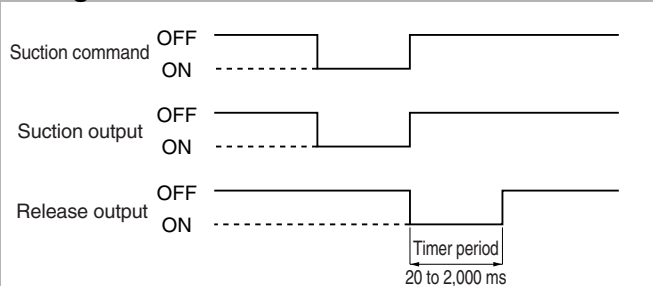 Suction command OFF
ON
Suction output OFF
ON
Release output OFF
ON
Timer period
20 to 2,000 ms